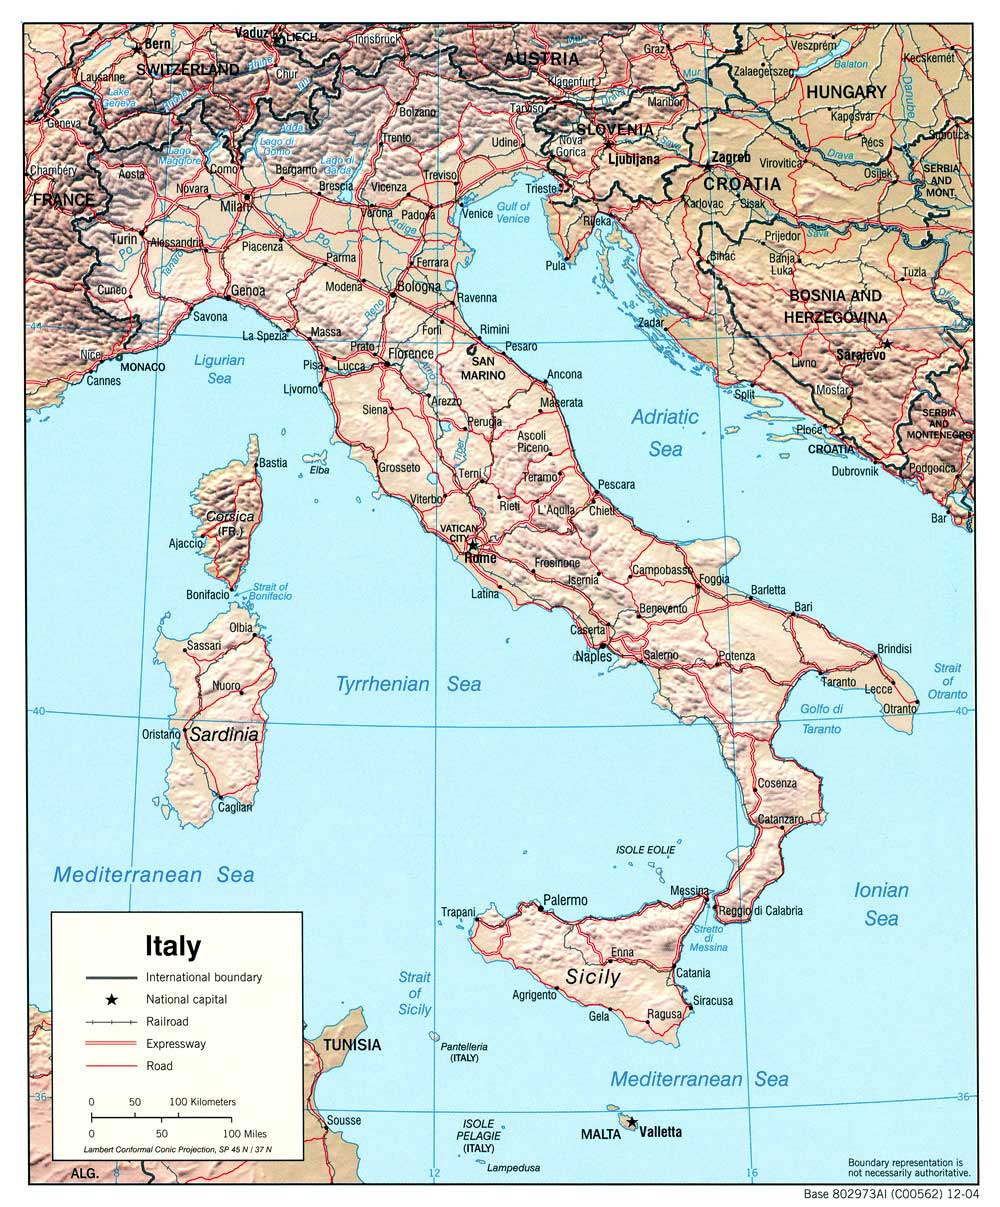 Bern
Vaduz
LIECH.
Innsbruck
AUSTRIA
Graz
Veszprém
Balaton
Kecskemét
Lausanne
SWITZERLAND
Rhine
Chur
Inn
Klagenfurt
Drava
Mur
Zalaegerszeg
HUNGARY
Danube
Lake
Geneva
Rhône
Bolzano
Tarviso
Maribor
Kaposvár
Geneva
Adda
Trento
Udine
Nova
Gorica
SLOVENIA
Sava
Pécs
Subotica
Lago
Maggiore
Lago di
Como
Lago di
Garda
Ljubljana
Zagreb
Virovitica
Drava
Osijek
SERBIA
AND
MONT.
Chambéry
Aosta
Como
Bergamo
Treviso
Trieste
CROATIA
FRANCE
Novara
Milan
Brescia
Vicenza
Verona
Padova
Venice
Gulf of
Venice
Rijeka
Karlovac
Sisak
Turin
Alessandria
Piacenza
Po
Adige
Sava
Prijedor
Po
Tanaro
Parma
Ferrara
Pula
Bihać
Banja
Luka
Tuzla
Cuneo
Genoa
Modena
Bologna
Reno
Ravenna
BOSNIA AND
HERZEGOVINA
Drina
44
Savona
La Spezia
Massa
Forli
Rimini
Zadar
44
Nice
MONACO
Ligurian
Sea
Prato
Pisa
Lucca
Florence
Pesaro
SAN
MARINO
Livno
Sarajevo
Cannes
Livorno
Arno
Ancona
Split
Mostar
Siena
Arezzo
Macerata
Adriatic
Sea
SERBIA
AND
MONTENEGRO
Perugia
Ploče
CROATIA
Bastia
Elba
Grosseto
Tiber
Ascoli
Piceno
Dubrovnik
Podgorica
Terni
Teramo
Pescara
Corsica
(FR.)
Viterbo
Rieti
L'Aquila
Chieti
Bar
Ajaccio
VATICAN
CITY
Rome
Frosinone
Isernia
Campobasso
Foggia
Bonifacio
Strait of
Bonifacio
Latina
Benevento
Barletta
Bari
Olbia
Caserta
Sassari
Naples
Salerno
Potenza
Brindisi
Nuoro
Tyrrhenian Sea
Taranto
Lecce
Strait
of
Otranto
40
Otranto
40
Golfo di
Taranto
Oristano
Sardinia
Cosenza
Cagliari
Catanzaro
ISOLE EOLIE
Mediterranean Sea
Messina
Ionian
Sea
Trapani
Palermo
Reggio di Calabria
Stretto
di
Messina
Enna
Sicily
Catania
Strait
of
Sicily
Agrigento
Siracusa
Gela
Ragusa
Italy
International boundary
National capital
Railroad
Expressway
Road
0 50 100 Kilometers
0 50 100 Miles
Lambert Conformal Conic Projection, SP 45 N / 37 N
TUNISIA
Pantelleria
(ITALY)
Mediterranean Sea
36
36
Sousse
ISOLE
PELAGIE
(ITALY)
MALTA
Valletta
Lampedusa
ALG.
8
12
16
Boundary representation is
not necessarily authoritative.
Base 802973AI (C00562) 12-04